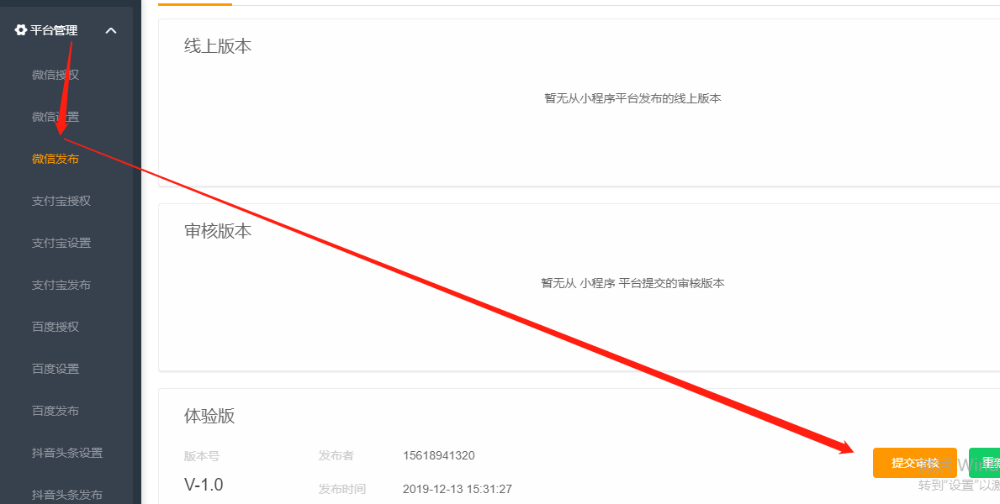 平台管理
微信授权
微信设置
微信发布
支付宝授权
支付宝设置
支付宝发布
百度授权
百度设置
百度发布
抖音头条设置
抖音头条发布
线上版本
暂无从小程序平台发布的线上版本
审核版本
暂无从 小程序 平台提交的审核版本
体验版
版本号
V-1.0
发布者 15618941320
发布时间 2019-12-13 15:31:27
提交审核
转到"设置"以激